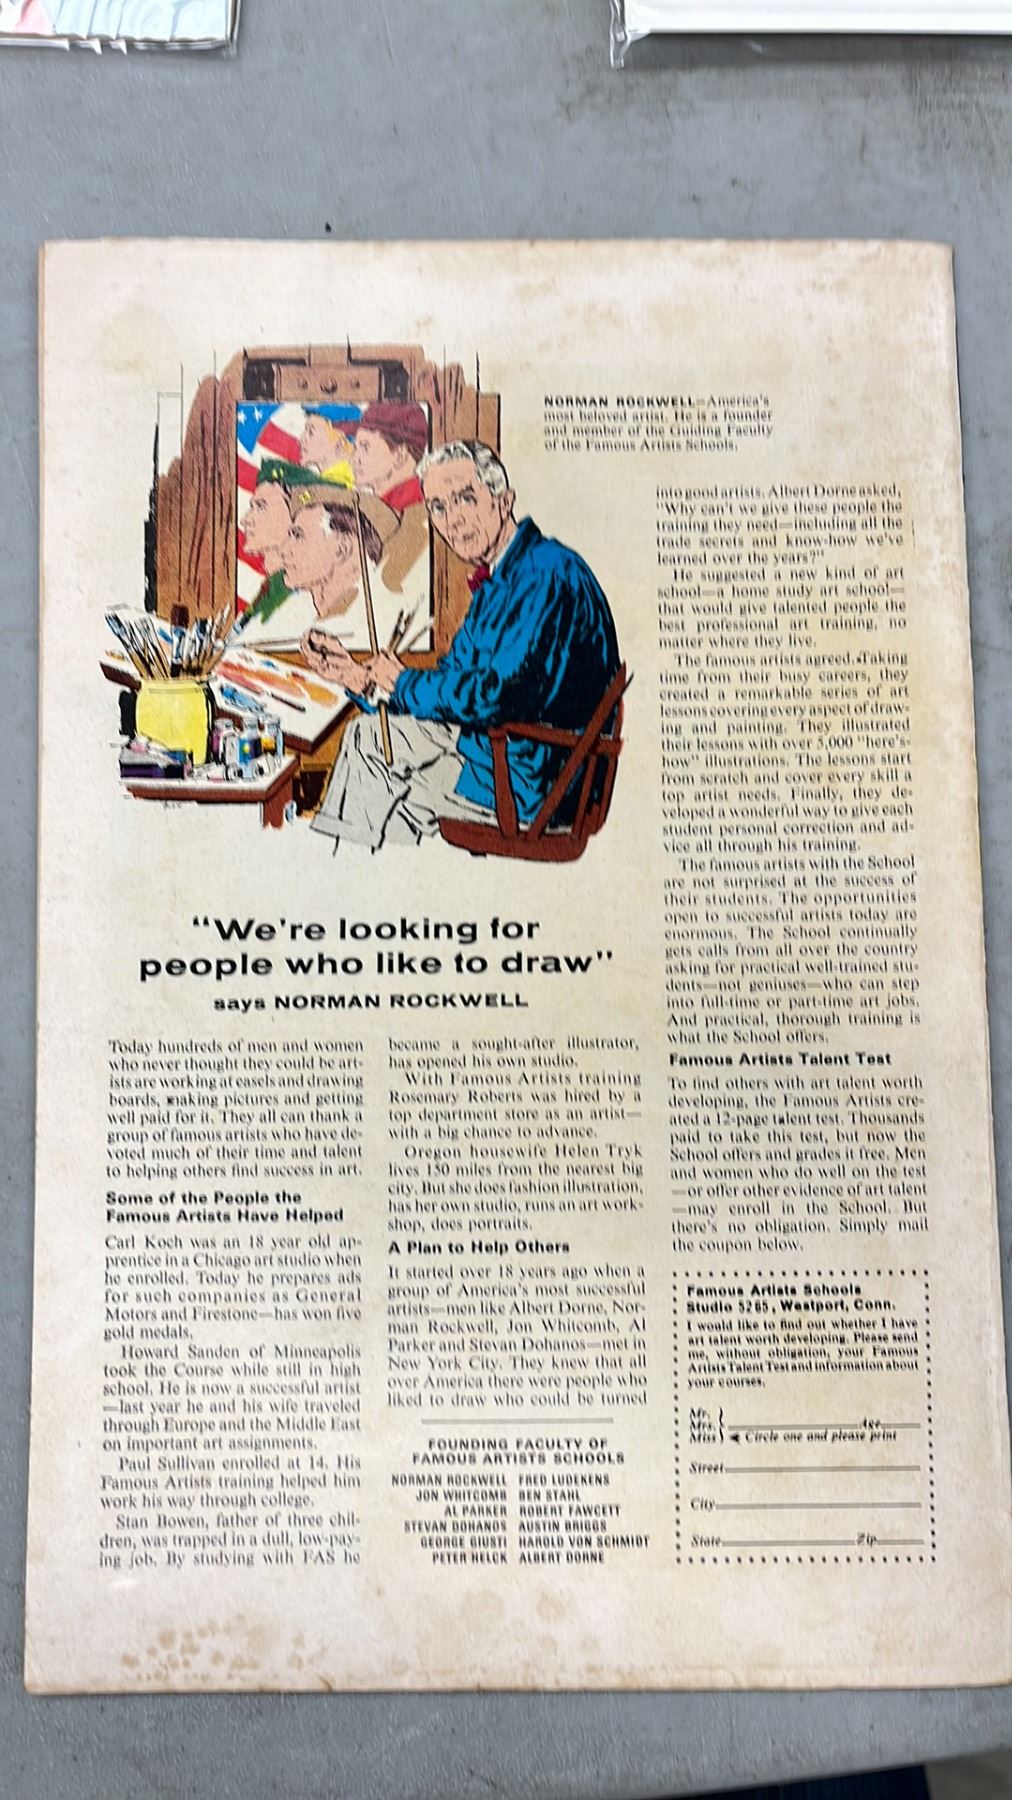 NORMAN ROCKWELL—America's
most beloved artist. He is a founder
and member of the Guiding Faculty
of the Famous Artists Schools.
"We're looking for
people who like to draw"
says NORMAN ROCKWELL
Today hundreds of men and women
who never thought they could be art-
ists are working at easels and drawing
boards, making pictures and getting
well paid for it. They all can thank a
group of famous artists who have de-
voted much of their time and talent
to helping others find success in art.
Some of the People the
Famous Artists Have Helped
Carl Koch was an 18 year old ap-
prentice in a Chicago art studio when
he enrolled. Today he prepares ads
for such companies as General
Motors and Firestone—has won five
gold medals.
Howard Sanden of Minneapolis
took the Course while still in high
school. He is now a successful artist
—last year he and his wife traveled
through Europe and the Middle East
on important art assignments.
Paul Sullivan enrolled at 14. His
Famous Artists training helped him
work his way through college.
Stan Bowen, father of three chil-
dren, was trapped in a dull, low-pay-
ing job. By studying with FAS he
became a sought-after illustrator,
has opened his own studio.
With Famous Artists training
Rosemary Roberts was hired by a
top department store as an artist—
with a big chance to advance.
Oregon housewife Helen Tryk
lives 150 miles from the nearest big
city. But she does fashion illustration,
has her own studio, runs an art work-
shop, does portraits.
A Plan to Help Others
It started over 18 years ago when a
group of America's most successful
artists—men like Albert Dorne, Nor-
man Rockwell, Jon Whitcomb, Al
Parker and Stevan Dohanos—met in
New York City. They knew that all
over America there were people who
liked to draw who could be turned
FOUNDING FACULTY OF
FAMOUS ARTISTS SCHOOLS
NORMAN ROCKWELL FRED LUDEKENS
JON WHITCOMB BEN STAHL
AL PARKER ROBERT FAWCETT
STEVAN DOHANOS AUSTIN BRIGGS
GEORGE GIUSTI HAROLD VON SCHMIDT
PETER HELCK ALBERT DORNE
into good artists. Albert Dorne asked,
"Why can't we give these people the
training they need—including all the
trade secrets and know-how we've
learned over the years?"
He suggested a new kind of art
school—a home study art school—
that would give talented people the
best professional art training, no
matter where they live.
The famous artists agreed. Taking
time from their busy careers, they
created a remarkable series of art
lessons covering every aspect of draw-
ing and painting. They illustrated
their lessons with over 5,000 "here's-
how" illustrations. The lessons start
from scratch and cover every skill a
top artist needs. Finally, they de-
veloped a wonderful way to give each
student personal correction and ad-
vice all through his training.
The famous artists with the School
are not surprised at the success of
their students. The opportunities
open to successful artists today are
enormous. The School continually
gets calls from all over the country
asking for practical well-trained stu-
dents—not geniuses—who can step
into full-time or part-time art jobs.
And practical, thorough training is
what the School offers.
Famous Artists Talent Test
To find others with art talent worth
developing, the Famous Artists cre-
ated a 12-page talent test. Thousands
paid to take this test, but now the
School offers and grades it free. Men
and women who do well on the test
—or offer other evidence of art talent
—may enroll in the School. But
there's no obligation. Simply mail
the coupon below.
Famous Artists Schools
Studio 5265, Westport, Conn.
I would like to find out whether I have
art talent worth developing. Please send
me, without obligation, your Famous
Artists Talent Test and information about
your courses.
Mr.
Mrs. Age
Miss Circle one and please print
Street
City
State Zip